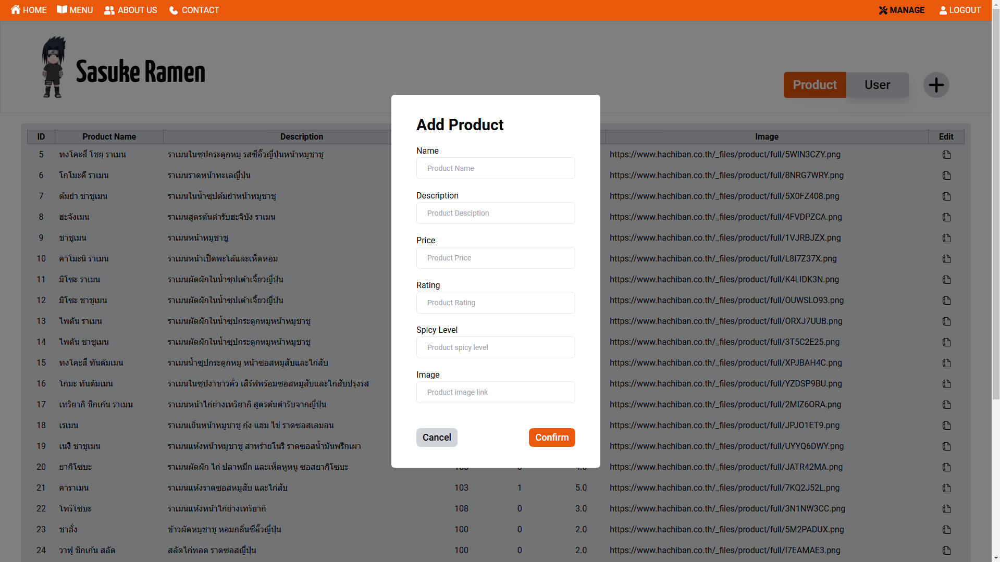 HOME MENU ABOUT US CONTACT MANAGE LOGOUT
Sasuke Ramen
Product User
Add Product
Name
Product Name
Description
Product Desciption
Price
Product Price
Rating
Product Rating
Spicy Level
Product spicy level
Image
Product image link
Cancel Confirm
ID Product Name Description Image Edit
5 ทงโคะสึ โชยุ ราเมน ราเมนในซุปกระดูกหมู รสซีอิ๊วญี่ปุ่นหน้าหมูชาชู https://www.hachiban.co.th/_files/product/full/5WIN3CZY.png
6 โกโมะคึ ราเมน ราเมนราดหน้าทะเลญี่ปุ่น https://www.hachiban.co.th/_files/product/full/8NRG7WRY.png
7 ต้มยำ ชาชูเมน ราเมนในน้ำซุปต้มยำหน้าหมูชาชู https://www.hachiban.co.th/_files/product/full/5X0FZ408.png
8 ฮะจังเมน ราเมนสูตรต้นตำรับฮะจิบัง ราเมน https://www.hachiban.co.th/_files/product/full/4FVDPZCA.png
9 ชาชูเมน ราเมนหน้าหมูชาชู https://www.hachiban.co.th/_files/product/full/1VJRBJZX.png
10 คาโมะนิ ราเมน ราเมนหน้าเป็ดพะโล้และเห็ดหอม https://www.hachiban.co.th/_files/product/full/L8I7Z37X.png
11 มิโซะ ราเมน ราเมนผัดผักในน้ำซุปเต้าเจี้ยวญี่ปุ่น https://www.hachiban.co.th/_files/product/full/K4LIDK3N.png
12 มิโซะ ชาชูเมน ราเมนผัดผักในน้ำซุปเต้าเจี้ยวญี่ปุ่น https://www.hachiban.co.th/_files/product/full/OUWSLO93.png
13 ไพตัน ราเมน ราเมนผัดผักในน้ำซุปกระดูกหมูหน้าหมูชาชู https://www.hachiban.co.th/_files/product/full/ORXJ7UUB.png
14 ไพตัน ชาชูเมน ราเมนผัดผักในน้ำซุปกระดูกหมูหน้าหมูชาชู https://www.hachiban.co.th/_files/product/full/3T5C2E25.png
15 ทงโคะสึ ทันตัมเมน ราเมนน้ำซุปกระดูกหมู หน้าซอสหมูสับและไก่สับ https://www.hachiban.co.th/_files/product/full/XPJBAH4C.png
16 โกมะ ทันตัมเมน ราเมนในซุปงาขาวคั่ว เสิร์ฟพร้อมซอสหมูสับและไก่สับปรุงรส https://www.hachiban.co.th/_files/product/full/YZDSP9BU.png
17 เทริยากิ ชิกเก้น ราเมน ราเมนหน้าไก่ย่างเทริยากิ สูตรต้นตำรับจากญี่ปุ่น https://www.hachiban.co.th/_files/product/full/2MIZ6ORA.png
18 เรเมน ราเมนเย็นหน้าหมูชาชู กุ้ง แฮม ไข่ ราดซอสเลมอน https://www.hachiban.co.th/_files/product/full/JPJO1ET9.png
19 เนงิ ชาชูเมน ราเมนแห้งหน้าหมูชาชู สาหร่ายโนริ ราดซอสน้ำมันพริกเผา https://www.hachiban.co.th/_files/product/full/UYYQ6DWY.png
20 ยากิโซบะ ราเมนผัดผัก ไก่ ปลาหมึก และเห็ดหูหนู ซอสยากิโซบะ https://www.hachiban.co.th/_files/product/full/JATR42MA.png
21 คาราเมน ราเมนแห้งราดซอสหมูสับ และไก่สับ 103 1 5.0 https://www.hachiban.co.th/_files/product/full/7KQ2J52L.png
22 โทริโซบะ ราเมนแห้งหน้าไก่ย่างเทริยากิ 108 0 3.0 https://www.hachiban.co.th/_files/product/full/3N1NW3CC.png
23 ชาฮั่ง ข้าวผัดหมูชาชู หอมกลิ่นซีอิ๊วญี่ปุ่น 100 0 2.0 https://www.hachiban.co.th/_files/product/full/5M2PADUX.png
24 วาฟู ชิกเก้น สลัด สลัดไก่ทอด ราดซอสญี่ปุ่น 100 0 2.0 https://www.hachiban.co.th/_files/product/full/I7EAMAE3.png